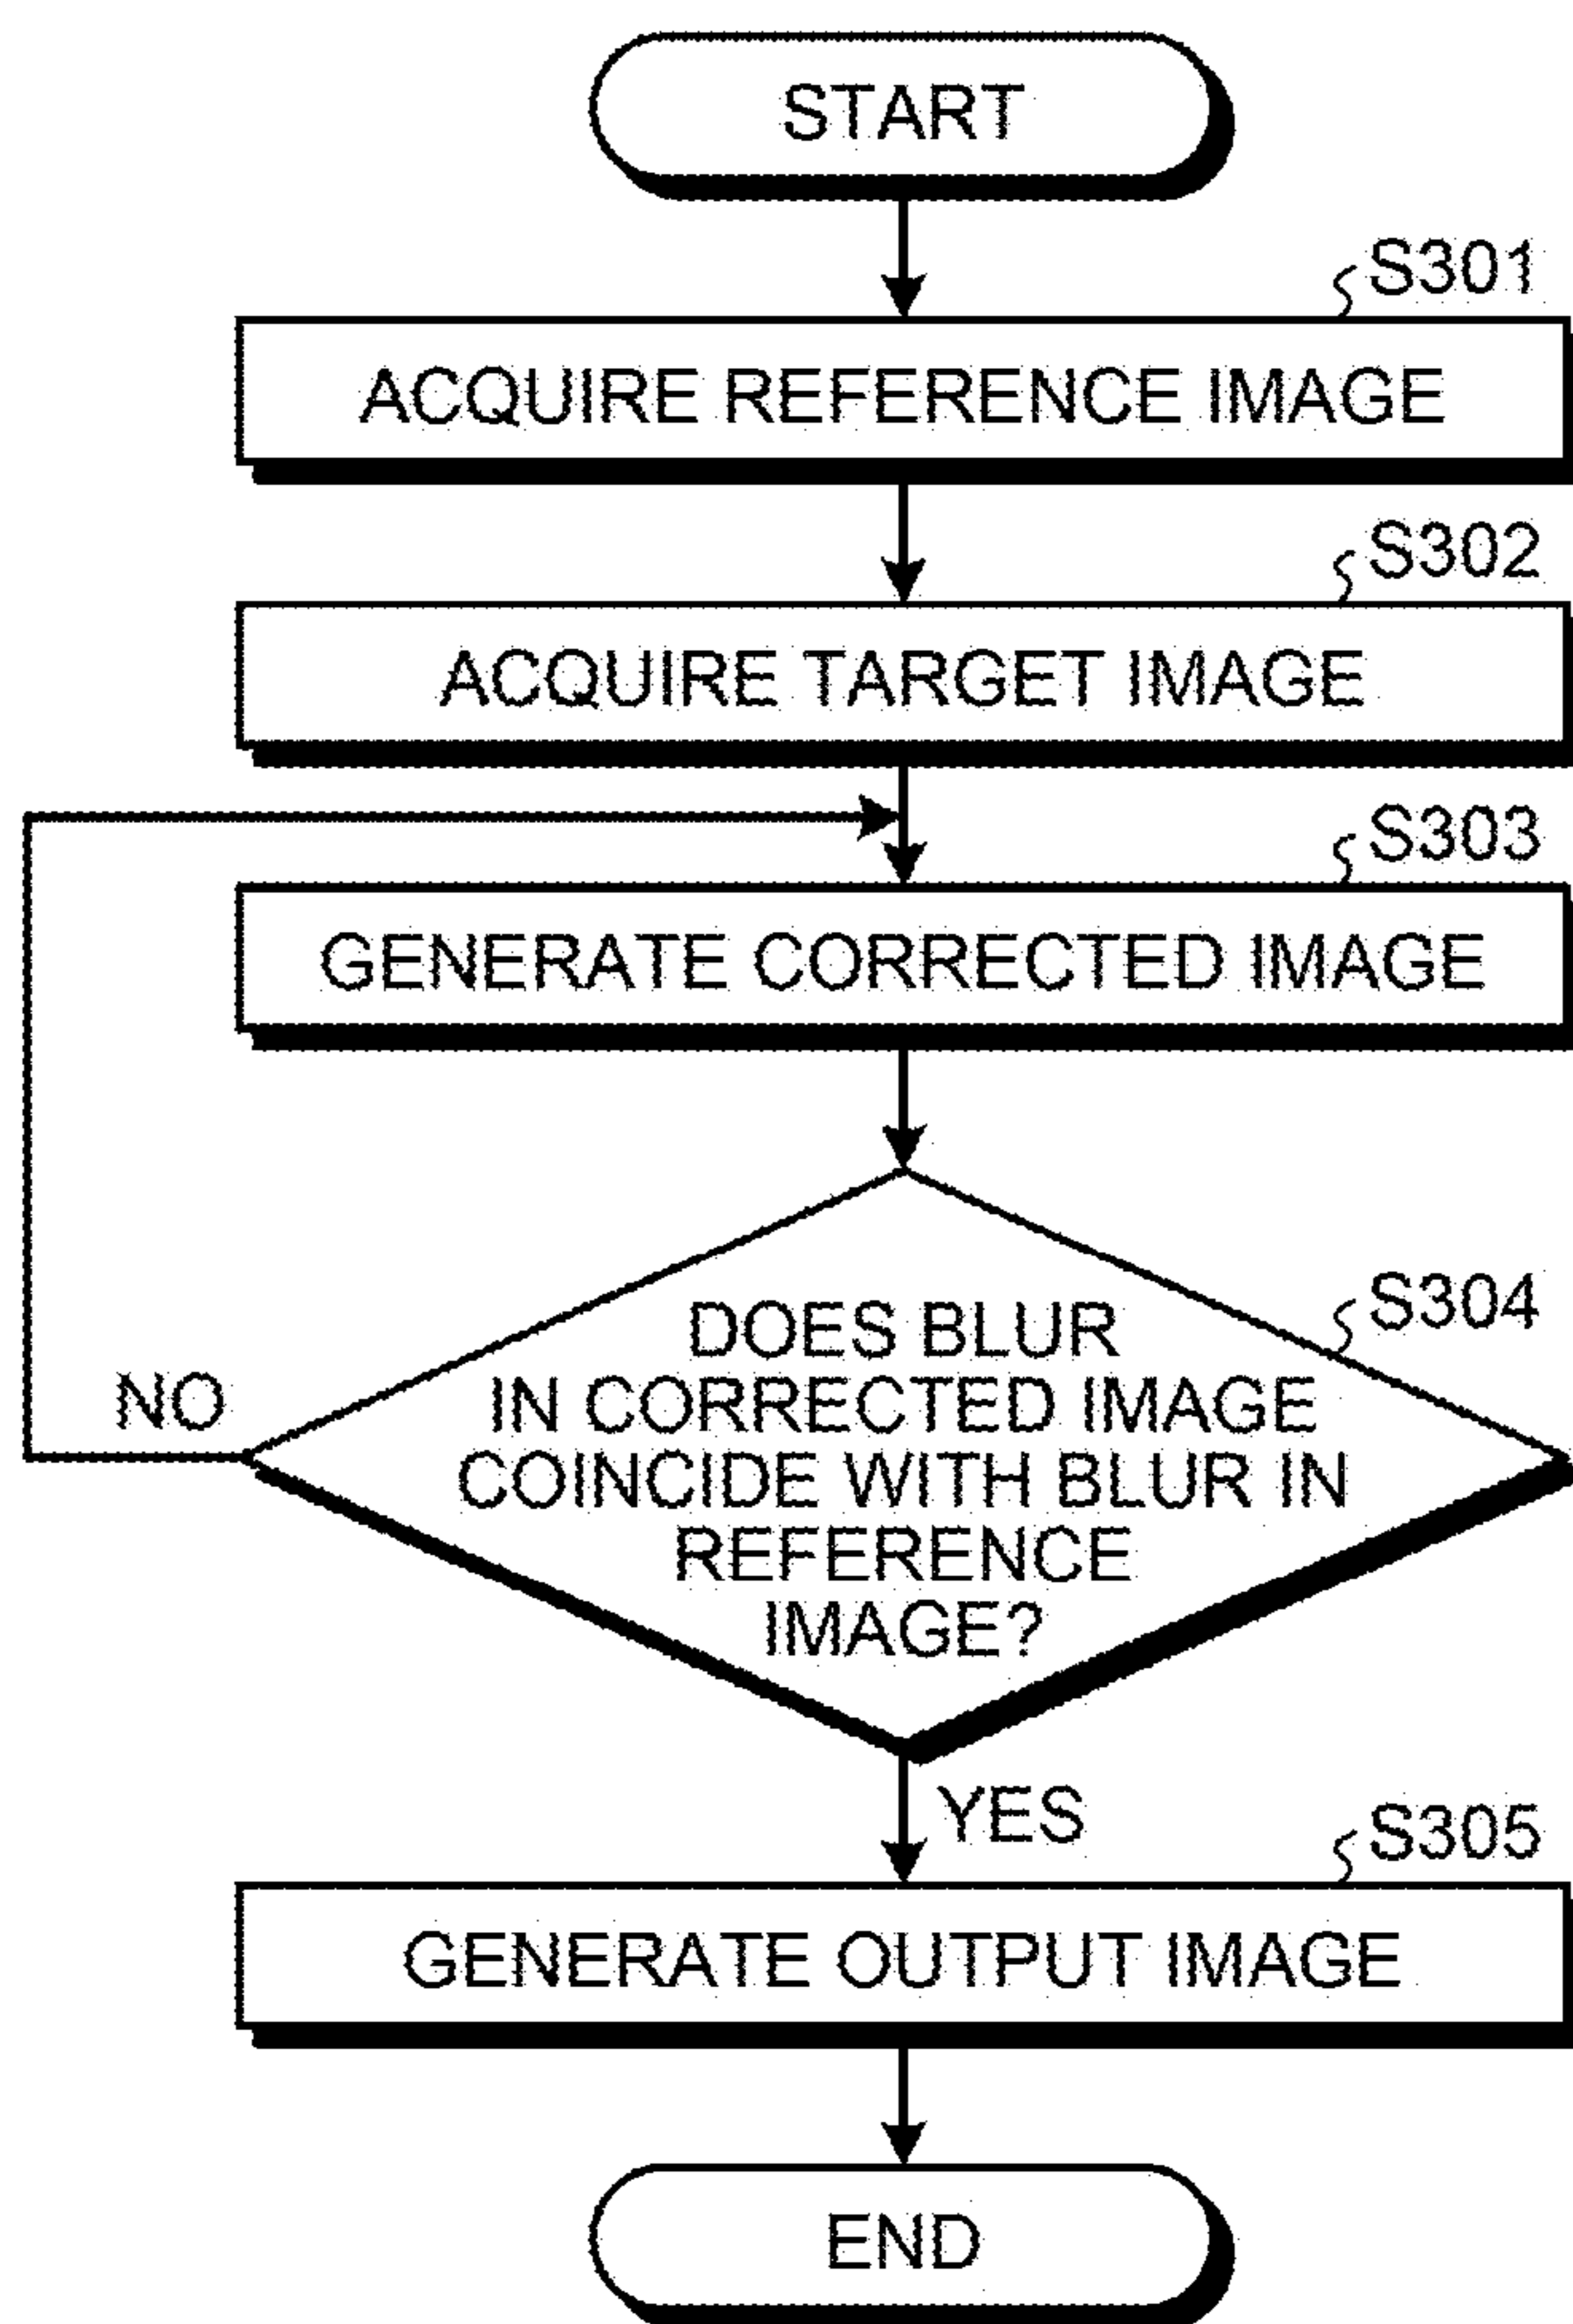 START
S301
ACQUIRE REFERENCE IMAGE
S302
ACQUIRE TARGET IMAGE
S303
GENERATE CORRECTED IMAGE
S304
DOES BLUR
IN CORRECTED IMAGE
COINCIDE WITH BLUR IN
REFERENCE
IMAGE?
NO
YES
S305
GENERATE OUTPUT IMAGE
END